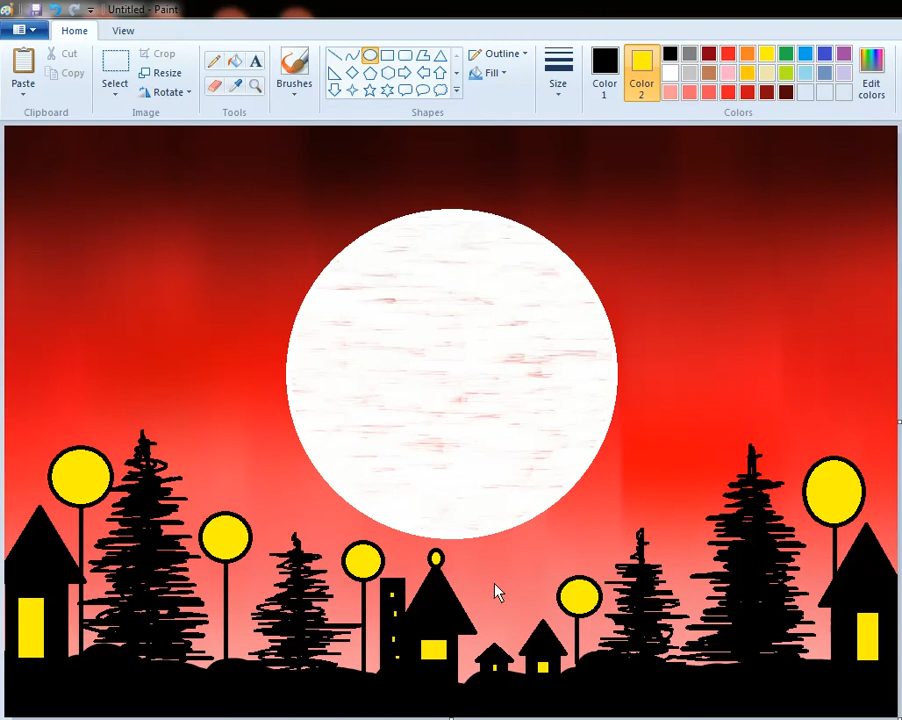 Untitled - Paint
Home View
Cut
Copy
Paste
Clipboard
Crop
Resize
Rotate
Select
Image
Tools
Brushes
Outline
Fill
Shapes
Size
Color 1
Color 2
Edit colors
Colors
A